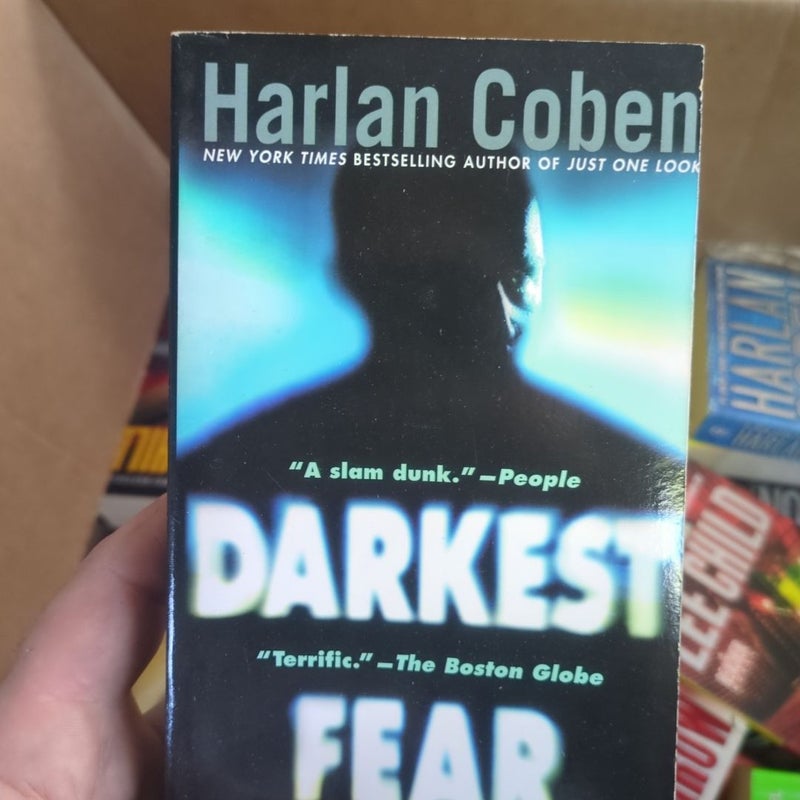 Harlan Coben
NEW YORK TIMES BESTSELLING AUTHOR OF JUST ONE LOOK
"A slam dunk."—People
DARKEST
"Terrific."—The Boston Globe
FEAR
HARLAN
LEE CHILD